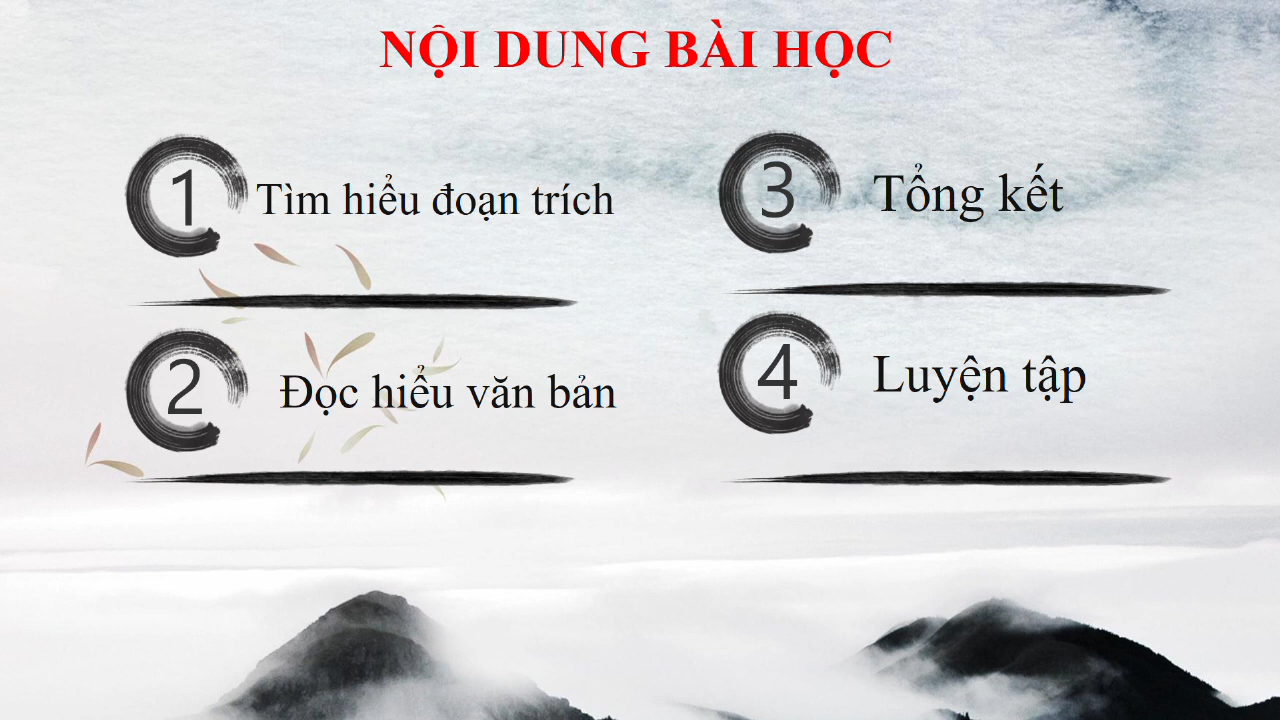 NỘI DUNG BÀI HỌC
1 Tìm hiểu đoạn trích
2 Đọc hiểu văn bản
3 Tổng kết
4 Luyện tập